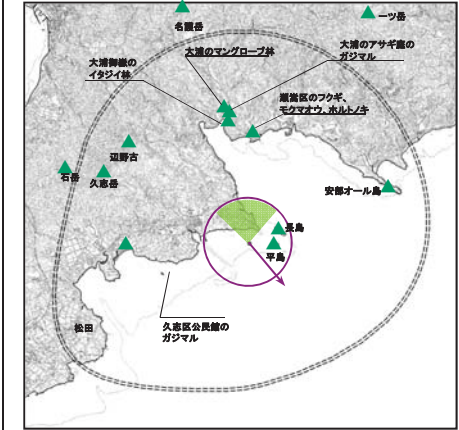 名護岳
一ツ岳
大浦のマングローブ林
大浦のアサギ庭の
ガジマル
大浦御嶽の
イタジイ林
瀬嵩区のフクギ、
モクマオウ、ホルトノキ
辺野古
石岳
久志岳
安部オール島
長島
平島
久志区公民館の
ガジマル
松田